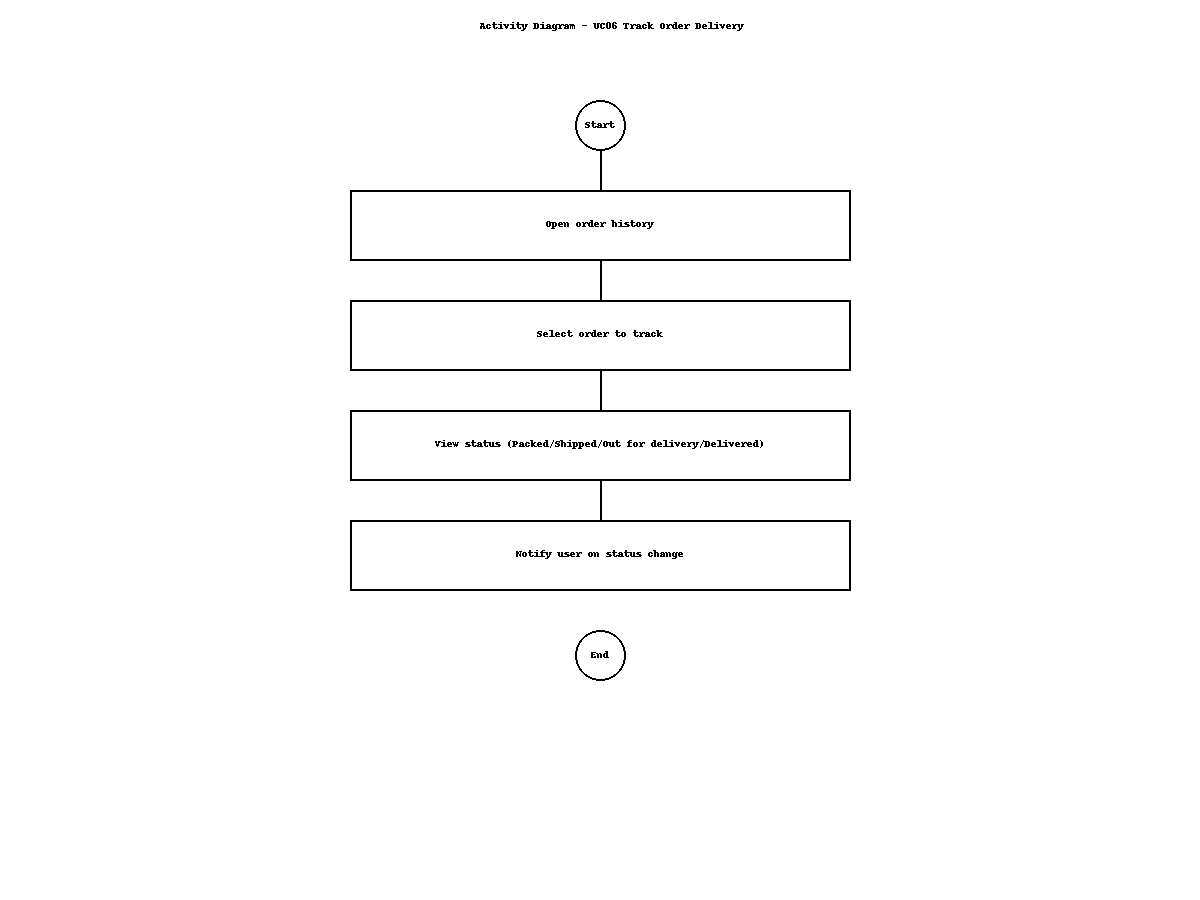 Activity Diagram - UC06 Track Order Delivery
Start
Open order history
Select order to track
View status (Packed/Shipped/Out for delivery/Delivered)
Notify user on status change
End